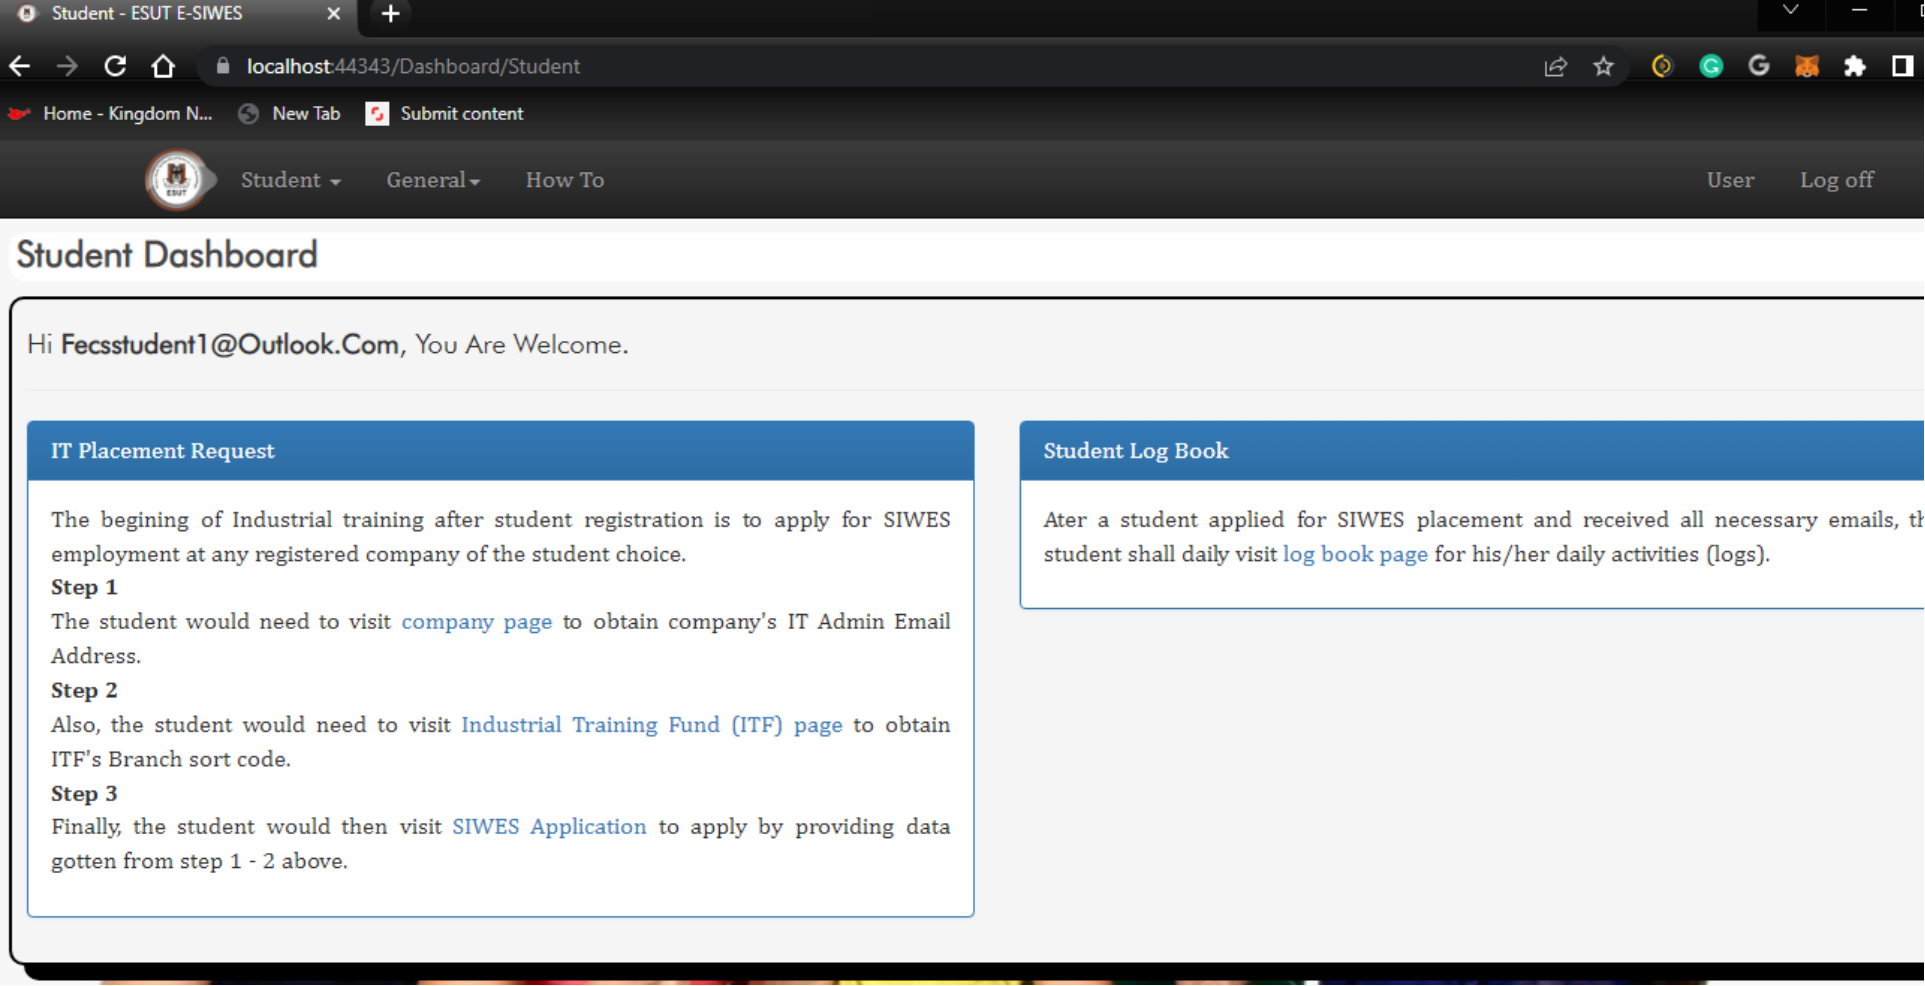 Student - ESUT E-SIWES
localhost:44343/Dashboard/Student
Home - Kingdom N...
New Tab
Submit content
ESUT
Student
General
How To
User
Log off
Student Dashboard
Hi Fecsstudent1@Outlook.Com, You Are Welcome.
IT Placement Request
The begining of Industrial training after student registration is to apply for SIWES
employment at any registered company of the student choice.
Step 1
The student would need to visit company page to obtain company's IT Admin Email
Address.
Step 2
Also, the student would need to visit Industrial Training Fund (ITF) page to obtain
ITF's Branch sort code.
Step 3
Finally, the student would then visit SIWES Application to apply by providing data
gotten from step 1 - 2 above.
Student Log Book
Ater a student applied for SIWES placement and received all necessary emails,
student shall daily visit log book page for his/her daily activities (logs).